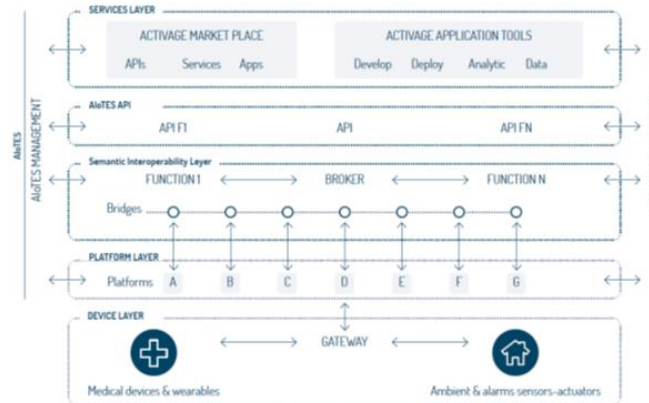 SERVICES LAYER
ACTIVAGE MARKET PLACE
APIs Services Apps
ACTIVAGE APPLICATION TOOLS
Develop Deploy Analytic Data
AIoTES
AIoTES MANAGEMENT
AIoTES API
API F1 API API FN
Semantic Interoperability Layer
FUNCTION 1 BROKER FUNCTION N
Bridges
PLATFORM LAYER
Platforms A B C D E F G
DEVICE LAYER
GATEWAY
Medical devices & wearables
Ambient & alarms sensors-actuators